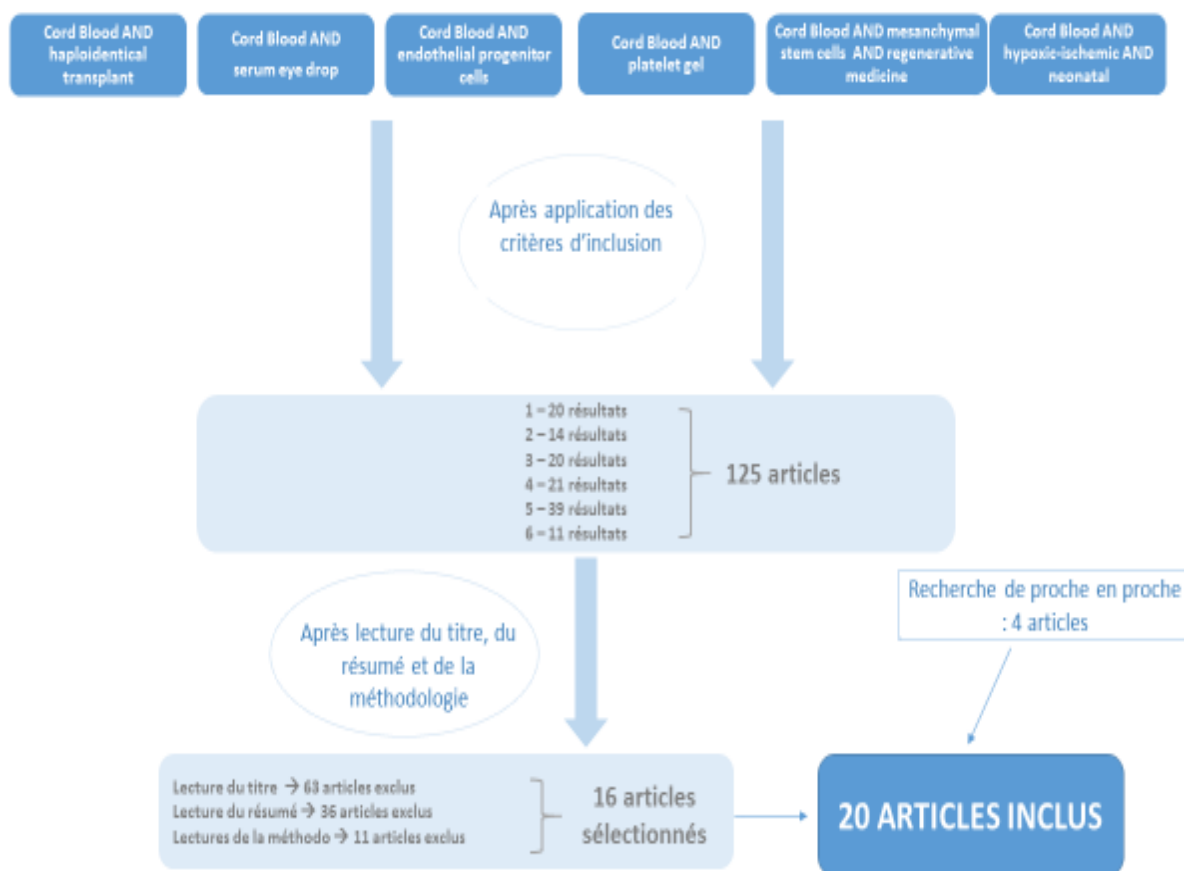 Cord Blood AND
haploidentical
transplant
Cord Blood AND
serum eye drop
Cord Blood AND
endothelial progenitor
cells
Cord Blood AND
platelet gel
Cord Blood AND mesanchymal
stem cells AND regenerative
medicine
Cord Blood AND
hypoxic-ischemic AND
neonatal
Après application des
critères d'inclusion
1 – 20 résultats
2 – 14 résultats
3 – 20 résultats
4 – 21 résultats
5 – 39 résultats
6 – 11 résultats
125 articles
Recherche de proche en proche
: 4 articles
Après lecture du titre, du
résumé et de la
méthodologie
Lecture du titre → 63 articles exclus
Lecture du résumé → 36 articles exclus
Lectures de la méthodo → 11 articles exclus
16 articles
sélectionnés
20 ARTICLES INCLUS